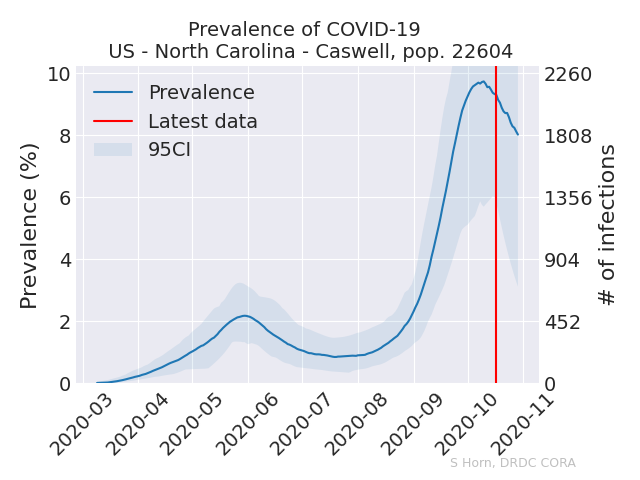 Prevalence of COVID-19
US - North Carolina - Caswell, pop. 22604
Prevalence (%)
10
8
6
4
2
0
Prevalence
Latest data
95CI
2260
1808
1356
904
452
0
# of infections
2020-03
2020-04
2020-05
2020-06
2020-07
2020-08
2020-09
2020-10
2020-11
S Horn, DRDC CORA